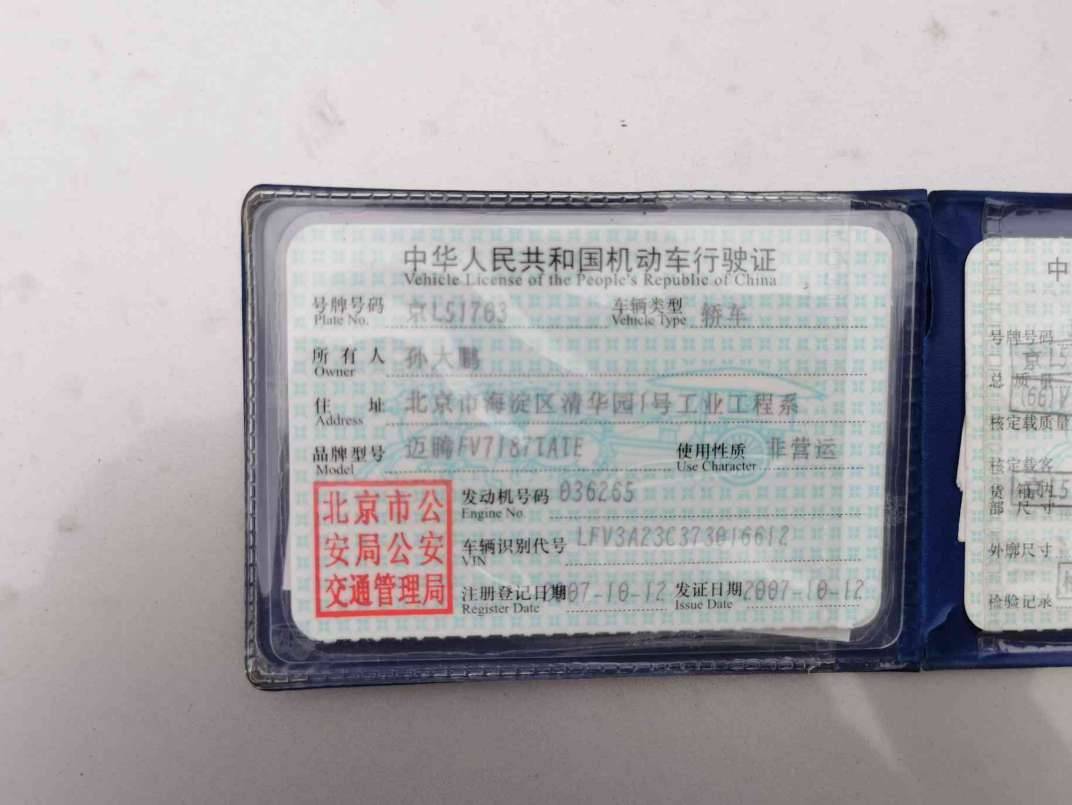 中华人民共和国机动车行驶证
Vehicle License of the People's Republic of China
号牌号码 京L51763 车辆类型 轿车
Plate No. Vehicle Type
所有人 孙大鹏
Owner
住址 北京市海淀区清华园1号工业工程系
Address
品牌型号 迈腾FV7187TATE 使用性质 非营运
Model Use Character
北京市公
安局公安
交通管理局
发动机号码 036265
Engine No.
车辆识别代号 LFV3A23C373016612
VIN
注册登记日期 2007-10-12 发证日期 2007-10-12
Register Date Issue Date
中
号牌号码
京L5
总质量
核定载质量
核定载客
货箱内
部尺寸
外廓尺寸
检验记录